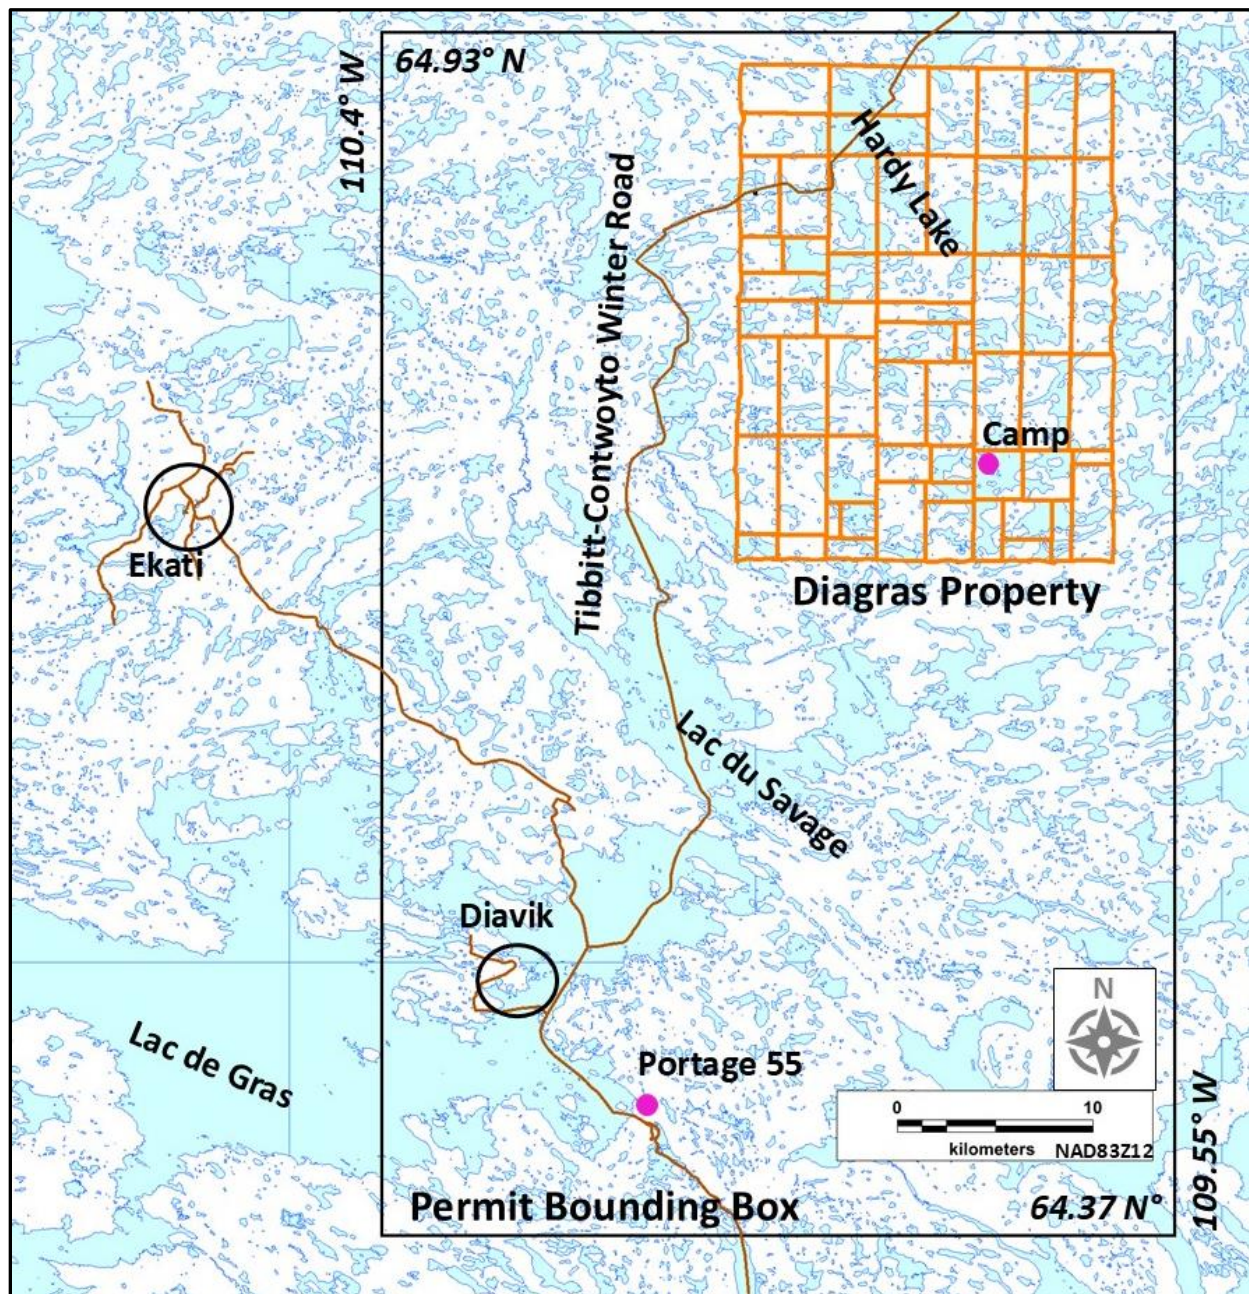 64.93° N
110.4° W
Hardy Lake
Tibbitt-Contwoyto Winter Road
Camp
Ekati
Diagras Property
Lac du Savage
Diavik
N
Lac de Gras
Portage 55
0 10
kilometers NAD83Z12
109.55° W
Permit Bounding Box
64.37 N°